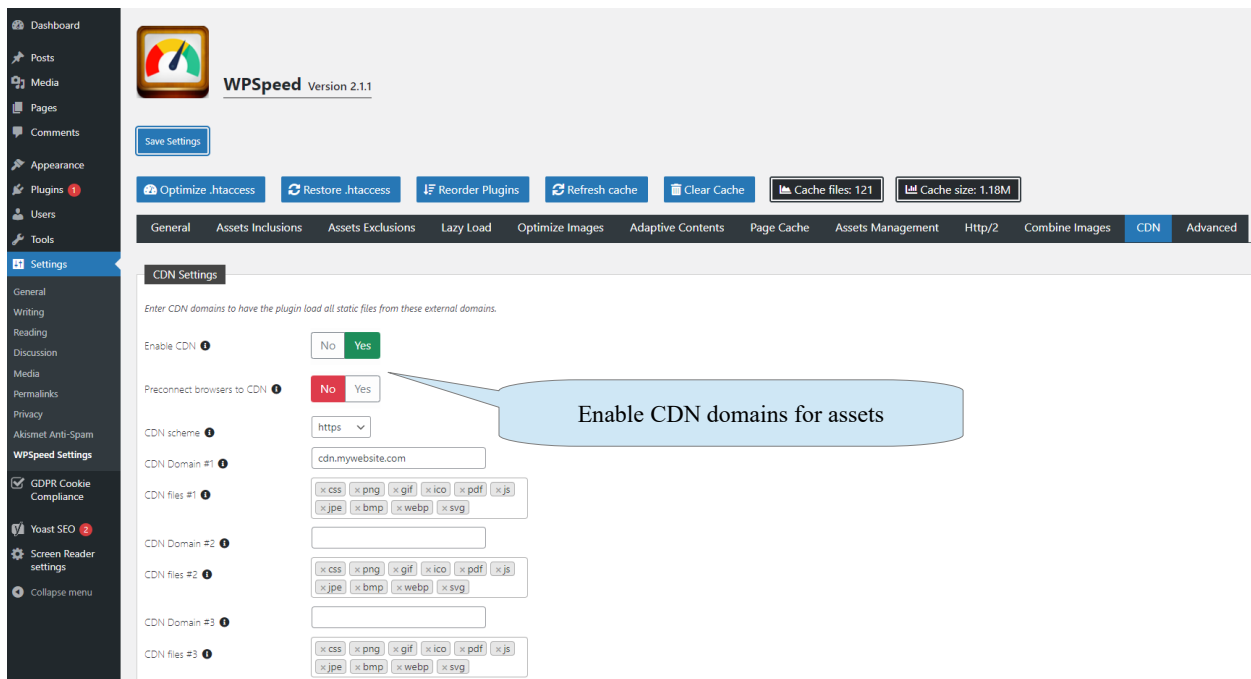 Dashboard
Posts
Media
Pages
Comments
Appearance
Plugins 1
Users
Tools
Settings
General
Writing
Reading
Discussion
Media
Permalinks
Privacy
Akismet Anti-Spam
WPSpeed Settings
GDPR Cookie
Compliance
Yoast SEO 2
Screen Reader
settings
Collapse menu
WPSpeed Version 2.1.1
Save Settings
Optimize .htaccess Restore .htaccess Reorder Plugins Refresh cache Clear Cache Cache files: 121 Cache size: 1.18M
General Assets Inclusions Assets Exclusions Lazy Load Optimize Images Adaptive Contents Page Cache Assets Management Http/2 Combine Images CDN Advanced
CDN Settings
Enter CDN domains to have the plugin load all static files from these external domains.
Enable CDN No Yes
Preconnect browsers to CDN No Yes
Enable CDN domains for assets
CDN scheme https
CDN Domain #1 cdn.mywebsite.com
CDN files #1 × css × png × gif × ico × pdf × js
× jpe × bmp × webp × svg
CDN Domain #2
CDN files #2 × css × png × gif × ico × pdf × js
× jpe × bmp × webp × svg
CDN Domain #3
CDN files #3 × css × png × gif × ico × pdf × js
× jpe × bmp × webp × svg